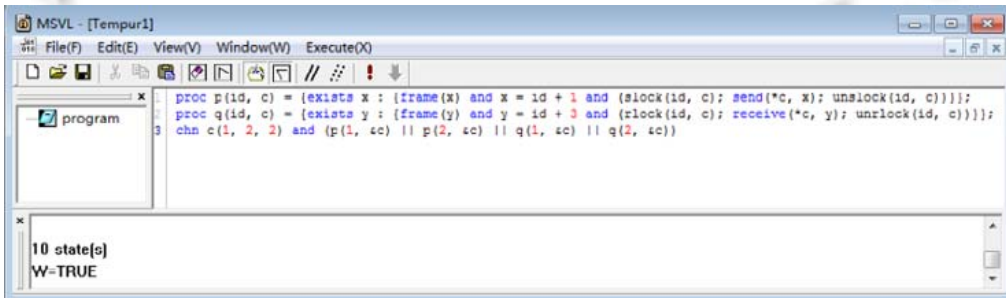 MSVL - [Tempur1]
File(F) Edit(E) View(V) Window(W) Execute(X)
program
1 proc p(id, c) = {exists x : {frame(x) and x = id + 1 and (slock(id, c); send(*c, x); unslock(id, c))}};
2 proc q(id, c) = {exists y : {frame(y) and y = id + 3 and (rlock(id, c); receive(*c, y); unrlock(id, c))}};
3 chn c(1, 2, 2) and (p(1, &c) || p(2, &c) || q(1, &c) || q(2, &c))
10 state(s)
W=TRUE